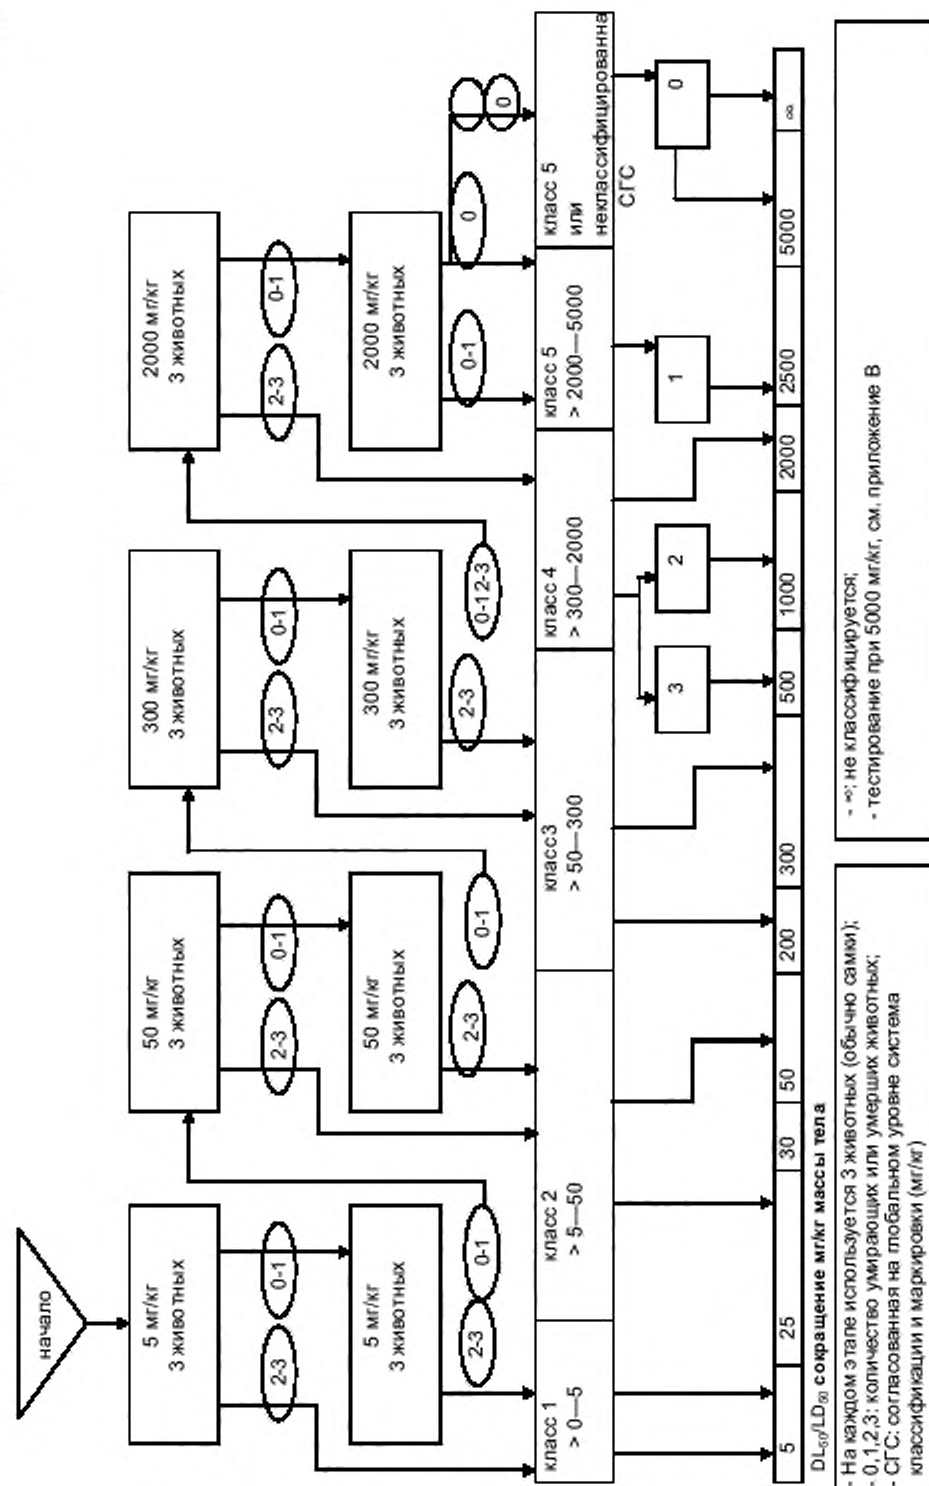 начало
5 мг/кг
3 животных
50 мг/кг
3 животных
300 мг/кг
3 животных
2000 мг/кг
3 животных
2-3
0-1
2-3
0-1
2-3
0-1
2-3
0-1
5 мг/кг
3 животных
50 мг/кг
3 животных
300 мг/кг
3 животных
2000 мг/кг
3 животных
2-3
0-1
2-3
0-1
2-3
0-1 2-3
0-1
0
0
класс 1
> 0—5
класс 2
> 5—50
класс3
> 50—300
класс 4
> 300—2000
класс 5
> 2000—5000
класс 5
или
неклассифицированна
СГС
3
2
1
0
5
25
30
50
200
300
500
1000
2000
2500
5000
∞
DL₅₀/LD₅₀ сокращение мг/кг массы тела
- На каждом этапе используется 3 животных (обычно самки);
- 0,1,2,3: количество умирающих или умерших животных;
- СГС: согласованная на глобальном уровне система
классификации и маркировки (мг/кг)
- ∞: не классифицируется;
- тестирование при 5000 мг/кг, см. приложение В